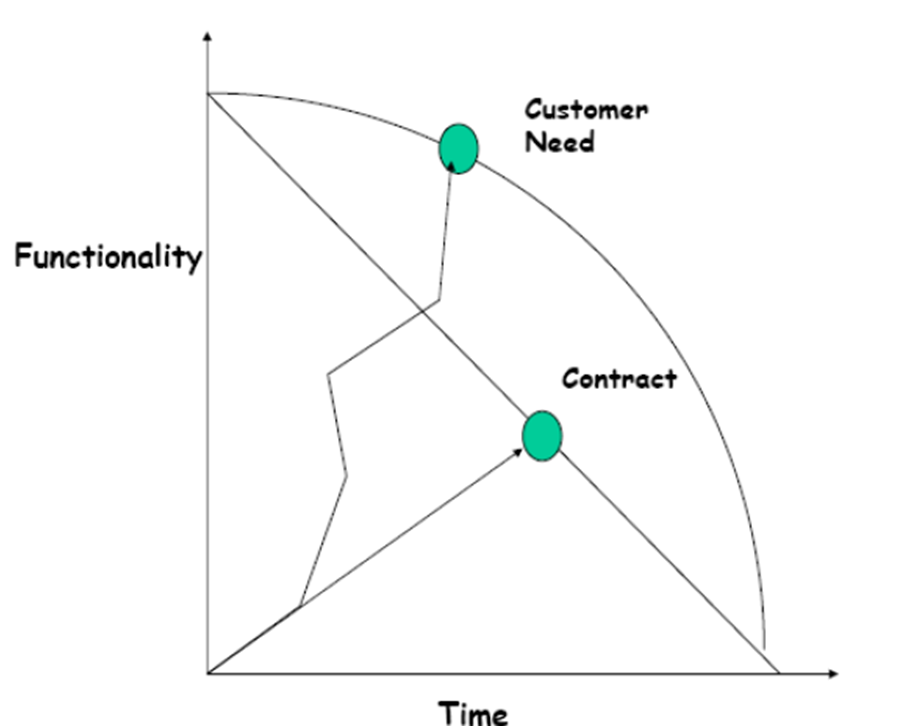 Customer
Need
Functionality
Contract
Time